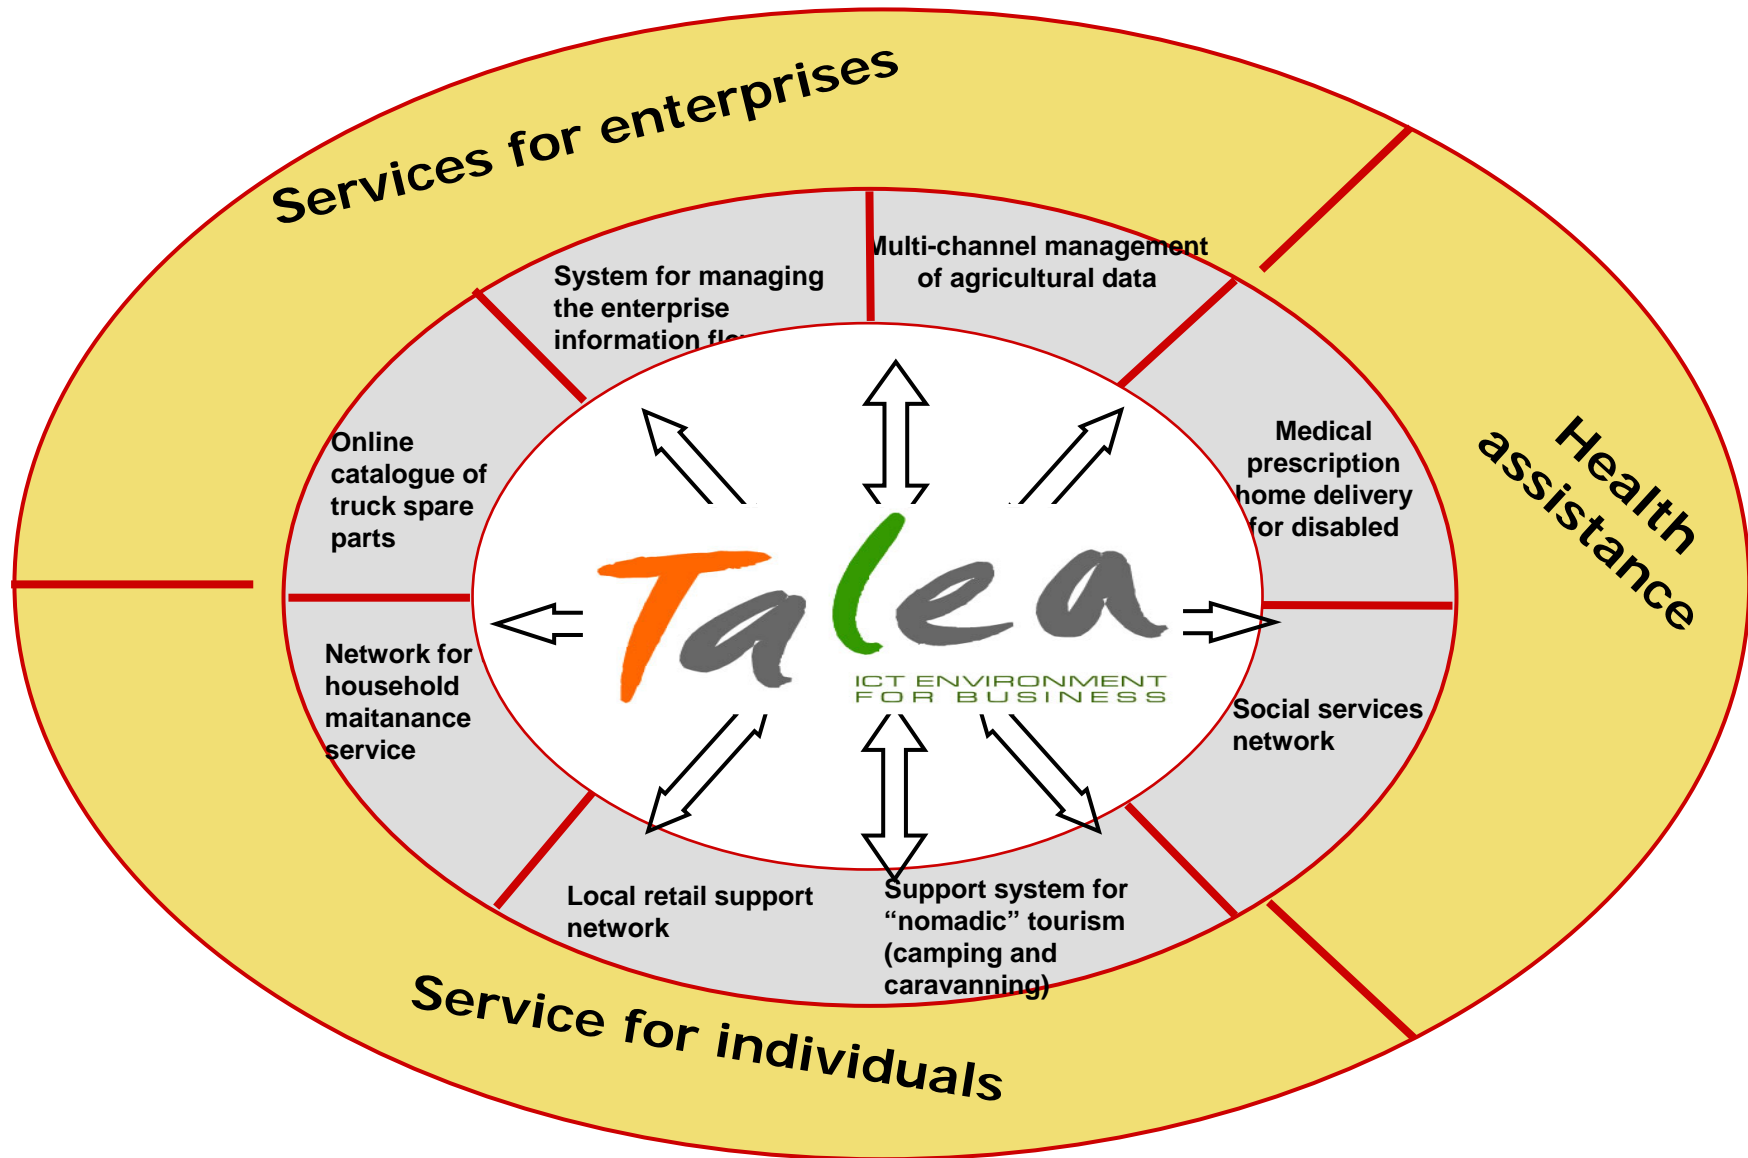 Services for enterprises
Multi-channel management
of agricultural data
System for managing
the enterprise
information flow
Online
catalogue of
truck spare
parts
Medical
prescription
home delivery
for disabled
Health
assistance
Talea
ICT ENVIRONMENT
FOR BUSINESS
Network for
household
maitanance
service
Social services
network
Local retail support
network
Support system for
“nomadic” tourism
(camping and
caravanning)
Service for individuals